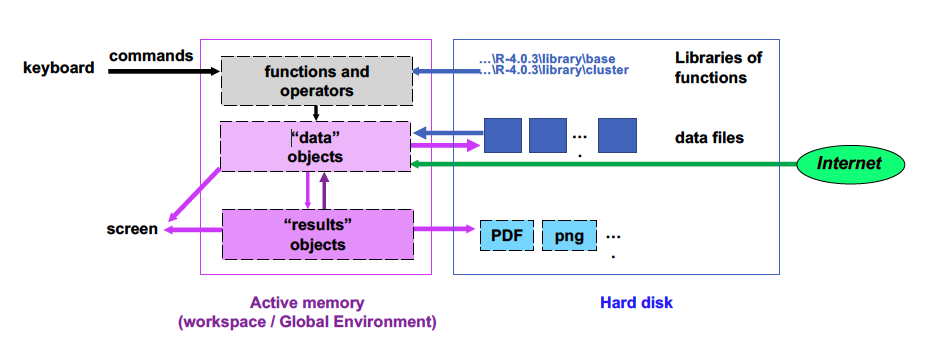 commands
keyboard
functions and
operators
...\R-4.0.3\library\base
...\R-4.0.3\library\cluster
Libraries of
functions
“data”
objects
...
.
data files
Internet
screen
“results”
objects
PDF
png
...
.
Active memory
(workspace / Global Environment)
Hard disk